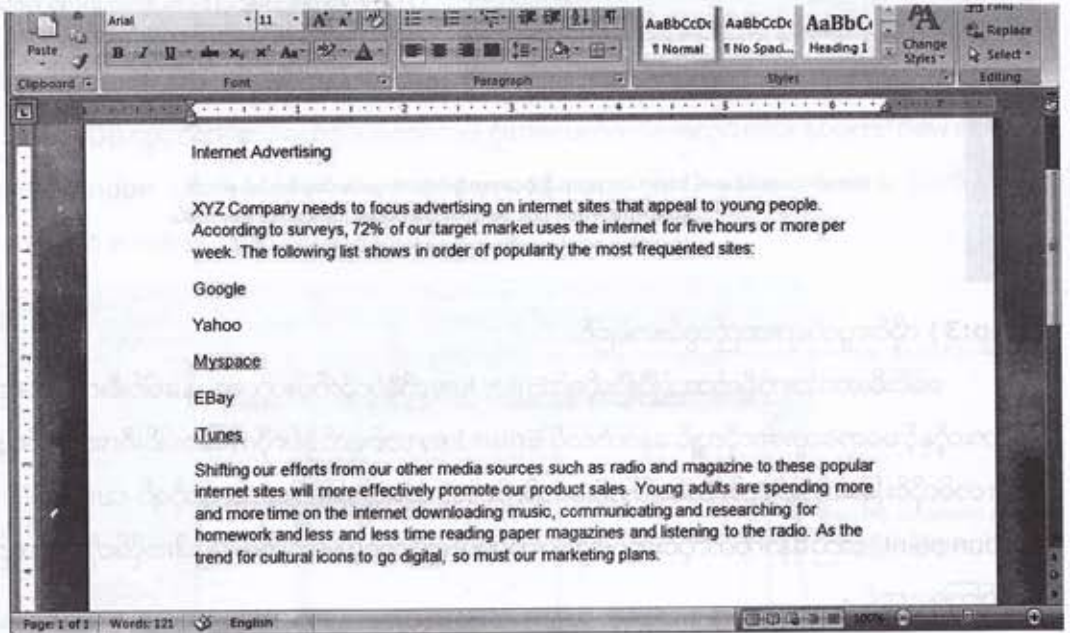 Arial
11
Paste
Clipboard
Font
Paragraph
Styles
Editing
AaBbCcDc AaBbCcDc AaBbC
¶ Normal ¶ No Spaci... Heading 1
Change Styles
Replace
Select
Internet Advertising
XYZ Company needs to focus advertising on internet sites that appeal to young people.
According to surveys, 72% of our target market uses the internet for five hours or more per
week. The following list shows in order of popularity the most frequented sites:
Google
Yahoo
Myspace
EBay
iTunes
Shifting our efforts from our other media sources such as radio and magazine to these popular
internet sites will more effectively promote our product sales. Young adults are spending more
and more time on the internet downloading music, communicating and researching for
homework and less and less time reading paper magazines and listening to the radio. As the
trend for cultural icons to go digital, so must our marketing plans.
Page: 1 of 1 Words: 121 English 100%